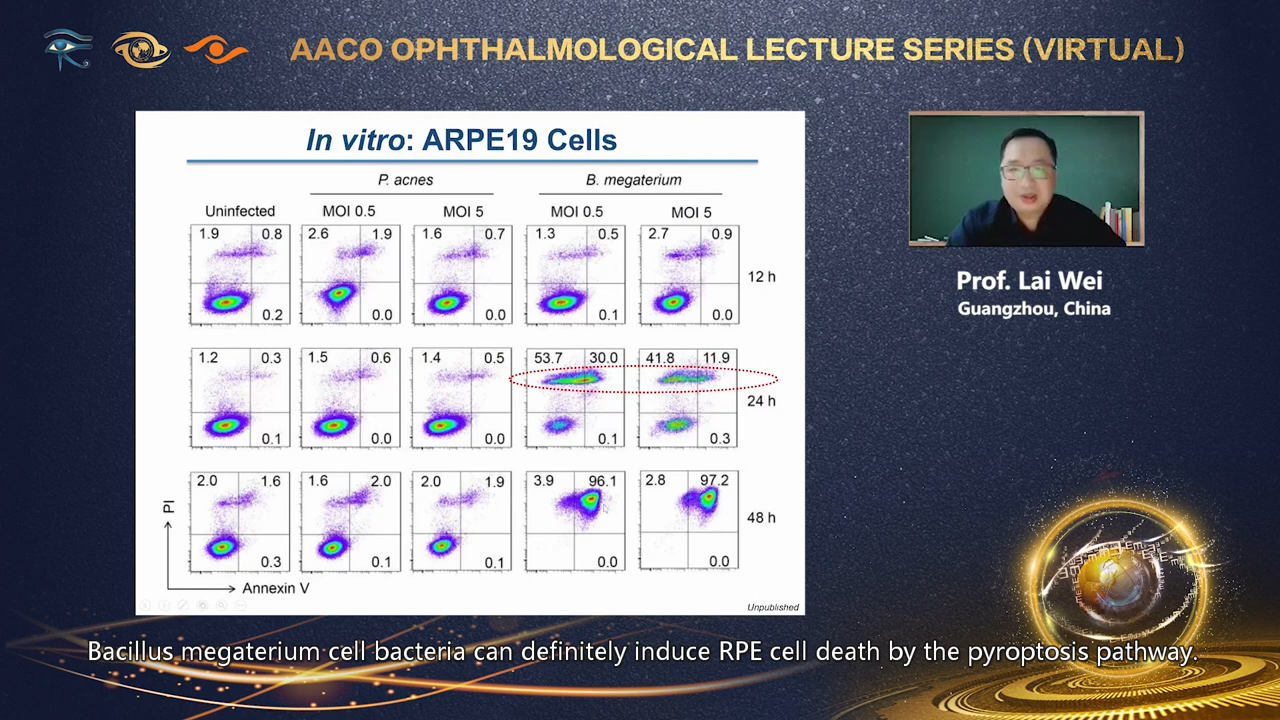 AACO OPHTHALMOLOGICAL LECTURE SERIES (VIRTUAL)
In vitro: ARPE19 Cells
P. acnes B. megaterium
Uninfected MOI 0.5 MOI 5 MOI 0.5 MOI 5
1.9 0.8 2.6 1.9 1.6 0.7 1.3 0.5 2.7 0.9
12 h
0.2 0.0 0.0 0.1 0.0
1.2 0.3 1.5 0.6 1.4 0.5 53.7 30.0 41.8 11.9
24 h
0.1 0.0 0.0 0.1 0.3
2.0 1.6 1.6 2.0 2.0 1.9 3.9 96.1 2.8 97.2
PI
48 h
0.3 0.1 0.1 0.0 0.0
Annexin V
Unpublished
Prof. Lai Wei
Guangzhou, China
Bacillus megaterium cell bacteria can definitely induce RPE cell death by the pyroptosis pathway.